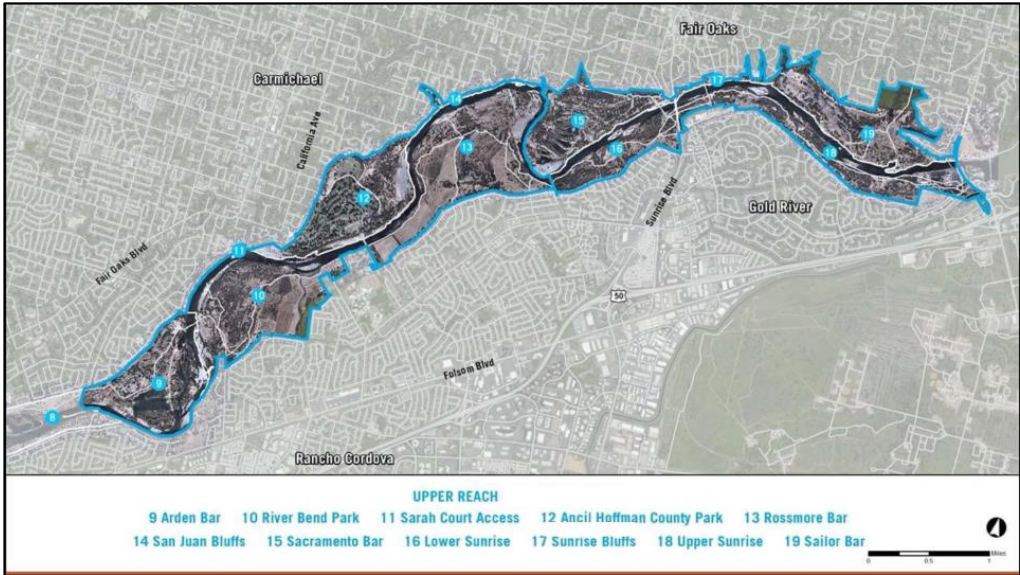 Fair Oaks
17
Carmichael
14
15
19
California Ave
13
16
18
12
Sunrise Blvd
Gold River
11
Fair Oaks Blvd
10
50
Folsom Blvd
9
8
Rancho Cordova
UPPER REACH
9 Arden Bar 10 River Bend Park 11 Sarah Court Access 12 Ancil Hoffman County Park 13 Rossmore Bar
14 San Juan Bluffs 15 Sacramento Bar 16 Lower Sunrise 17 Sunrise Bluffs 18 Upper Sunrise 19 Sailor Bar
0 0.5 1 Miles